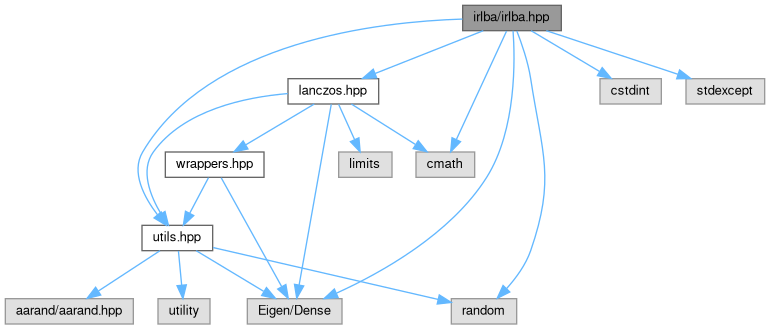 irlba/irlba.hpp
lanczos.hpp
cstdint
stdexcept
wrappers.hpp
limits
cmath
utils.hpp
aarand/aarand.hpp
utility
Eigen/Dense
random